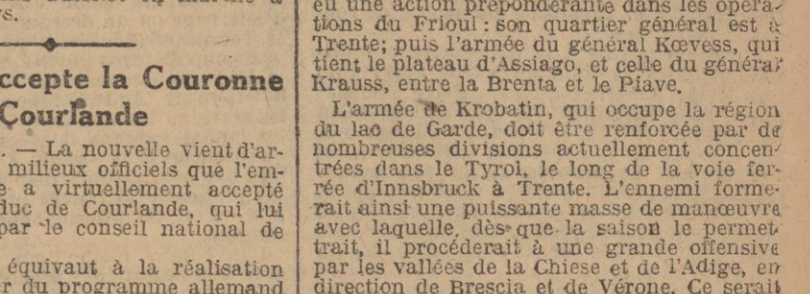 ys.
ccepte la Couronne
Courlande
. — La nouvelle vient d'ar-
milieux officiels que l'em-
e a virtuellement accepté
duc de Courlande, qui lui
par le conseil national de
équivaut à la réalisation
r du programme allemand
eu une action prépondérante dans les opéra-
tions du Frioul : son quartier général est à
Trente; puis l'armée du général Kœvess, qui
tient le plateau d'Assiago, et celle du général
Krauss, entre la Brenta et le Piave.
L'armée de Krobatin, qui occupe la région
du lac de Garde, doit être renforcée par de
nombreuses divisions actuellement concen-
trées dans le Tyrol, le long de la voie fer-
rée d'Innsbruck à Trente. L'ennemi forme-
rait ainsi une puissante masse de manœuvre
avec laquelle, dès que la saison le permet
trait, il procéderait à une grande offensive
par les vallées de la Chiese et de l'Adige, en
direction de Brescia et de Vérone. Ce serait